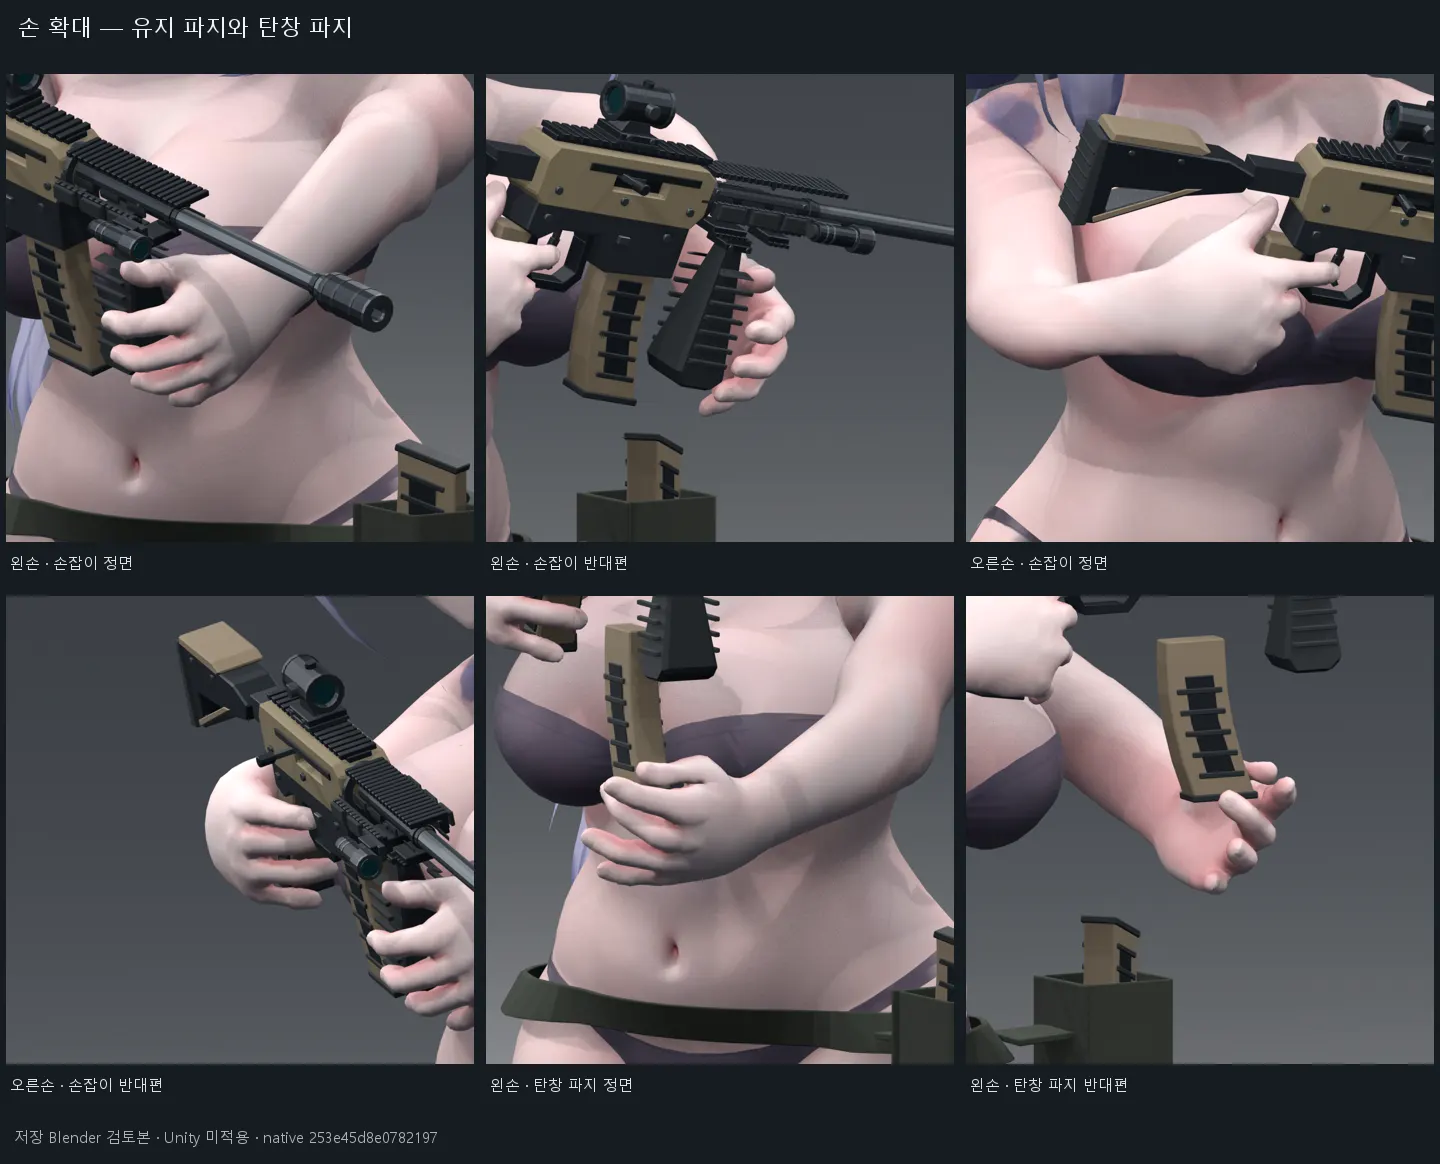 손 확대 — 유지 파지와 탄창 파지
왼손 · 손잡이 정면
왼손 · 손잡이 반대편
오른손 · 손잡이 정면
오른손 · 손잡이 반대편
왼손 · 탄창 파지 정면
왼손 · 탄창 파지 반대편
저장 Blender 검토본 · Unity 미적용 · native 253e45d8e0782197